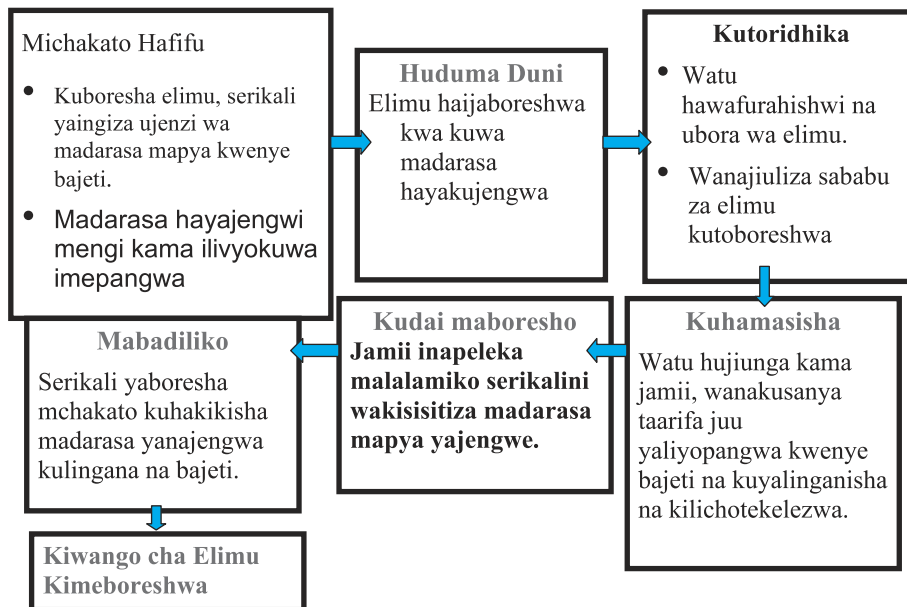 Michakato Hafifu
• Kuboresha elimu, serikali
yaingiza ujenzi wa
madarasa mapya kwenye
bajeti.
• Madarasa hayajengwi
mengi kama ilivyokuwa
imepangwa
Huduma Duni
Elimu haijaboreshwa
kwa kuwa
madarasa
hayakujengwa
Kutoridhika
• Watu
hawafurahishwi na
ubora wa elimu.
• Wanajiuliza sababu
za elimu
kutoboreshwa
Kuhamasisha
Watu hujiunga kama
jamii, wanakusanya
taarifa juu
yaliyopangwa kwenye
bajeti na kuyalinganisha
na kilichotekelezwa.
Kudai maboresho
Jamii inapeleka
malalamiko serikalini
wakisisitiza madarasa
mapya yajengwe.
Mabadiliko
Serikali yaboresha
mchakato kuhakikisha
madarasa yanajengwa
kulingana na bajeti.
Kiwango cha Elimu
Kimeboreshwa